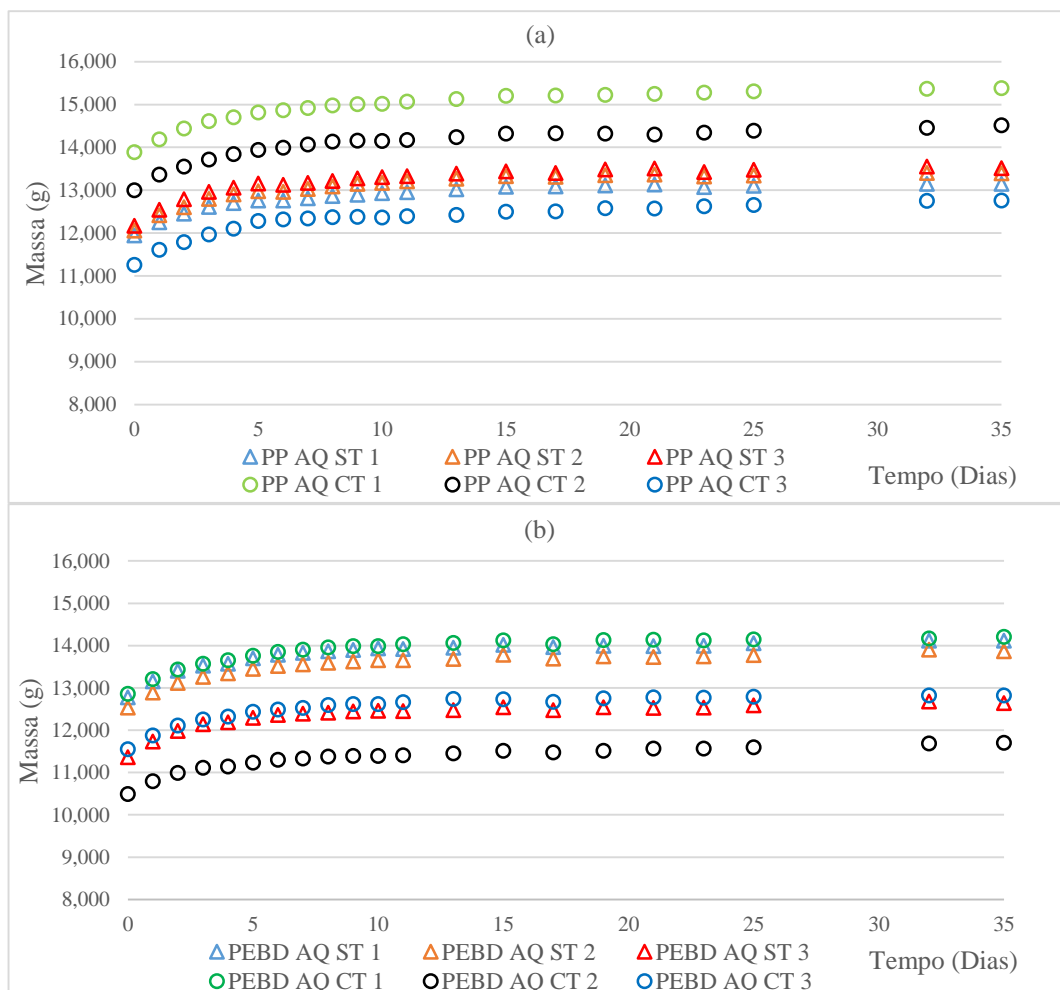 (a)
16,000
15,000
14,000
13,000
12,000
11,000
10,000
9,000
8,000
Massa (g)
0 5 10 15 20 25 30 35
Tempo (Dias)
PP AQ ST 1 PP AQ ST 2 PP AQ ST 3
PP AQ CT 1 PP AQ CT 2 PP AQ CT 3
(b)
16,000
15,000
14,000
13,000
12,000
11,000
10,000
9,000
8,000
Massa (g)
0 5 10 15 20 25 30 35
Tempo (Dias)
PEBD AQ ST 1 PEBD AQ ST 2 PEBD AQ ST 3
PEBD AQ CT 1 PEBD AQ CT 2 PEBD AQ CT 3